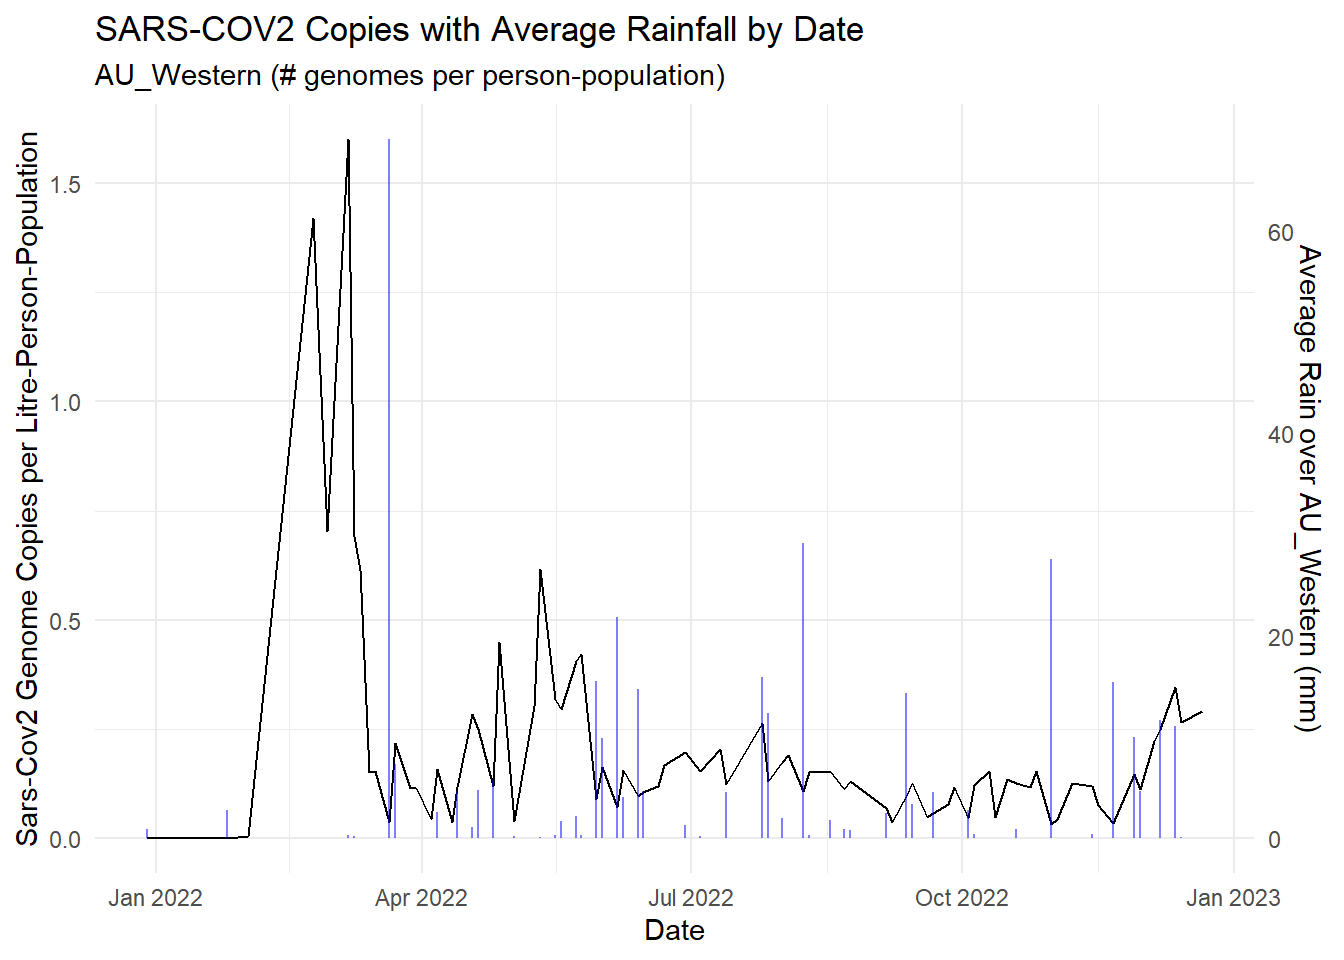 SARS-COV2 Copies with Average Rainfall by Date
AU_Western (# genomes per person-population)
Sars-Cov2 Genome Copies per Litre-Person-Population
1.5
1.0
0.5
0.0
60
40
20
0
Average Rain over AU_Western (mm)
Jan 2022
Apr 2022
Jul 2022
Oct 2022
Jan 2023
Date